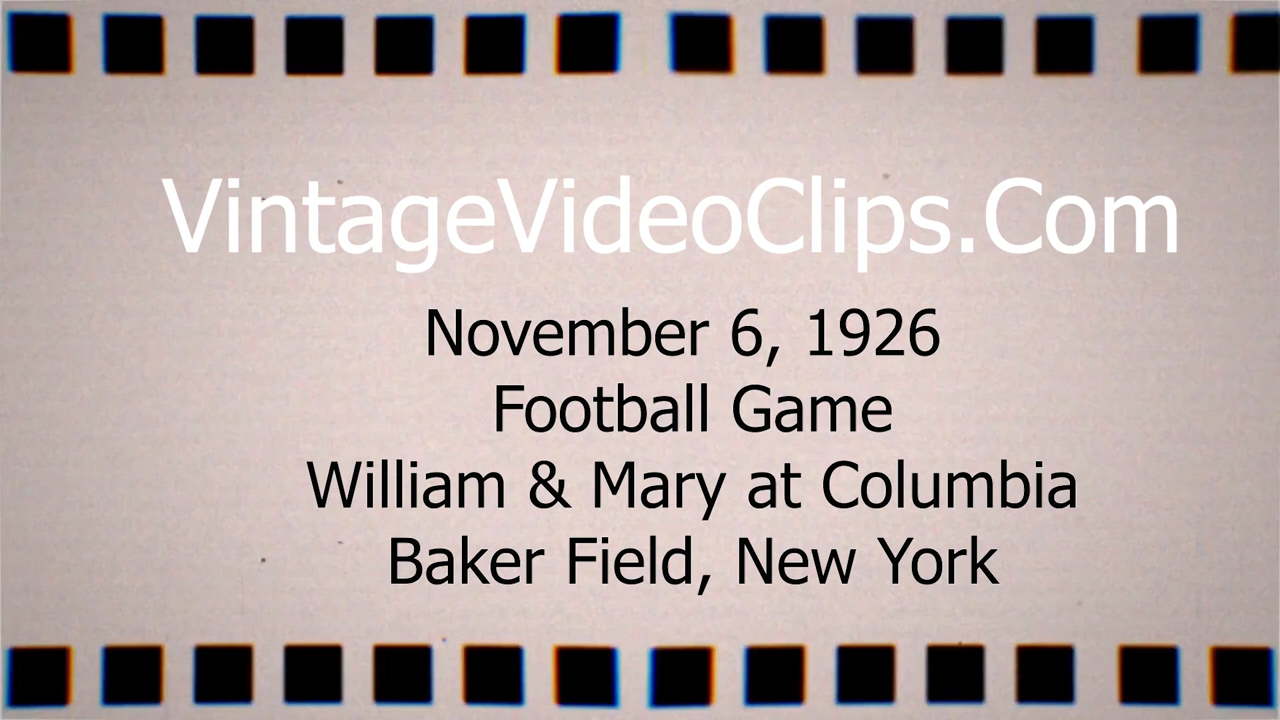 VintageVideoClips.Com
November 6, 1926
Football Game
William & Mary at Columbia
Baker Field, New York